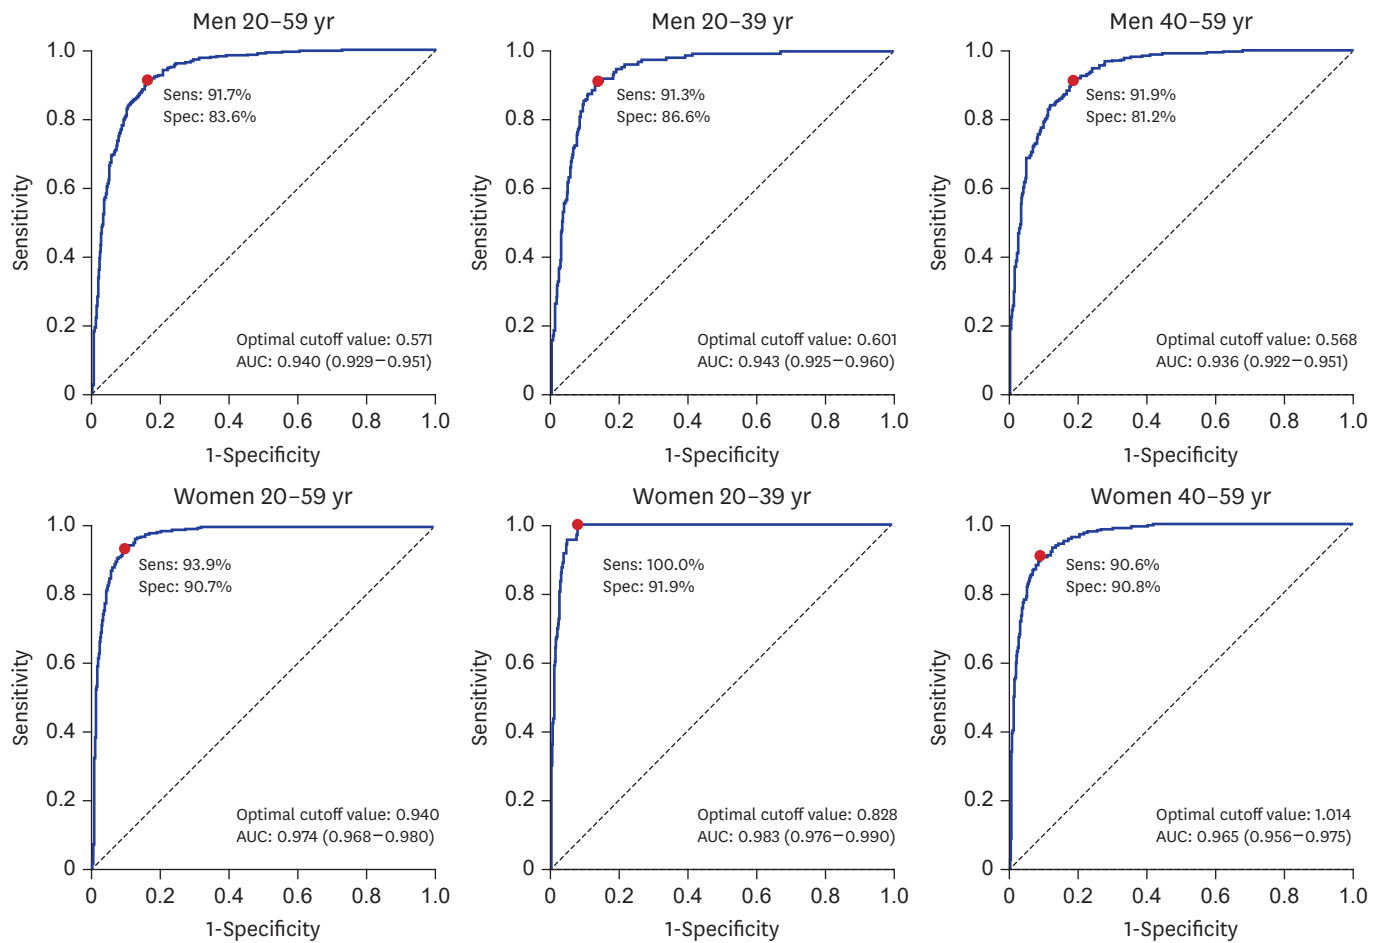 Men 20–59 yr
1.0
0.8
0.6
0.4
0.2
0
Sensitivity
Sens: 91.7%
Spec: 83.6%
Optimal cutoff value: 0.571
AUC: 0.940 (0.929−0.951)
0 0.2 0.4 0.6 0.8 1.0
1-Specificity
Men 20–39 yr
1.0
0.8
0.6
0.4
0.2
0
Sensitivity
Sens: 91.3%
Spec: 86.6%
Optimal cutoff value: 0.601
AUC: 0.943 (0.925−0.960)
0 0.2 0.4 0.6 0.8 1.0
1-Specificity
Men 40–59 yr
1.0
0.8
0.6
0.4
0.2
0
Sensitivity
Sens: 91.9%
Spec: 81.2%
Optimal cutoff value: 0.568
AUC: 0.936 (0.922−0.951)
0 0.2 0.4 0.6 0.8 1.0
1-Specificity
Women 20–59 yr
1.0
0.8
0.6
0.4
0.2
0
Sensitivity
Sens: 93.9%
Spec: 90.7%
Optimal cutoff value: 0.940
AUC: 0.974 (0.968−0.980)
0 0.2 0.4 0.6 0.8 1.0
1-Specificity
Women 20–39 yr
1.0
0.8
0.6
0.4
0.2
0
Sensitivity
Sens: 100.0%
Spec: 91.9%
Optimal cutoff value: 0.828
AUC: 0.983 (0.976−0.990)
0 0.2 0.4 0.6 0.8 1.0
1-Specificity
Women 40–59 yr
1.0
0.8
0.6
0.4
0.2
0
Sensitivity
Sens: 90.6%
Spec: 90.8%
Optimal cutoff value: 1.014
AUC: 0.965 (0.956−0.975)
0 0.2 0.4 0.6 0.8 1.0
1-Specificity